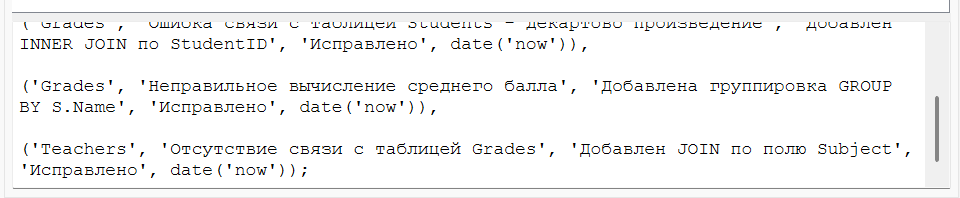 ('Grades', 'Ошибка связи с таблицей Students – декартово произведение', 'Добавлен
INNER JOIN по StudentID', 'Исправлено', date('now')),
('Grades', 'Неправильное вычисление среднего балла', 'Добавлена группировка GROUP
BY S.Name', 'Исправлено', date('now')),
('Teachers', 'Отсутствие связи с таблицей Grades', 'Добавлен JOIN по полю Subject',
'Исправлено', date('now'));